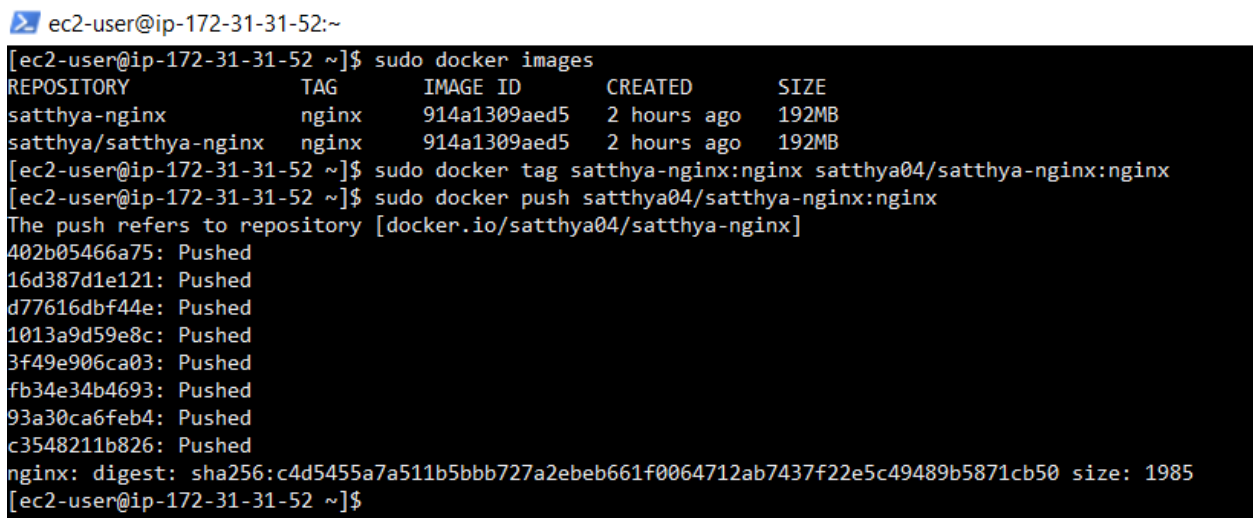 ec2-user@ip-172-31-31-52:~
[ec2-user@ip-172-31-31-52 ~]$ sudo docker images
REPOSITORY TAG IMAGE ID CREATED SIZE
satthya-nginx nginx 914a1309aed5 2 hours ago 192MB
satthya/satthya-nginx nginx 914a1309aed5 2 hours ago 192MB
[ec2-user@ip-172-31-31-52 ~]$ sudo docker tag satthya-nginx:nginx satthya04/satthya-nginx:nginx
[ec2-user@ip-172-31-31-52 ~]$ sudo docker push satthya04/satthya-nginx:nginx
The push refers to repository [docker.io/satthya04/satthya-nginx]
402b05466a75: Pushed
16d387d1e121: Pushed
d77616dbf44e: Pushed
1013a9d59e8c: Pushed
3f49e906ca03: Pushed
fb34e34b4693: Pushed
93a30ca6feb4: Pushed
c3548211b826: Pushed
nginx: digest: sha256:c4d5455a7a511b5bbb727a2ebeb661f0064712ab7437f22e5c49489b5871cb50 size: 1985
[ec2-user@ip-172-31-31-52 ~]$